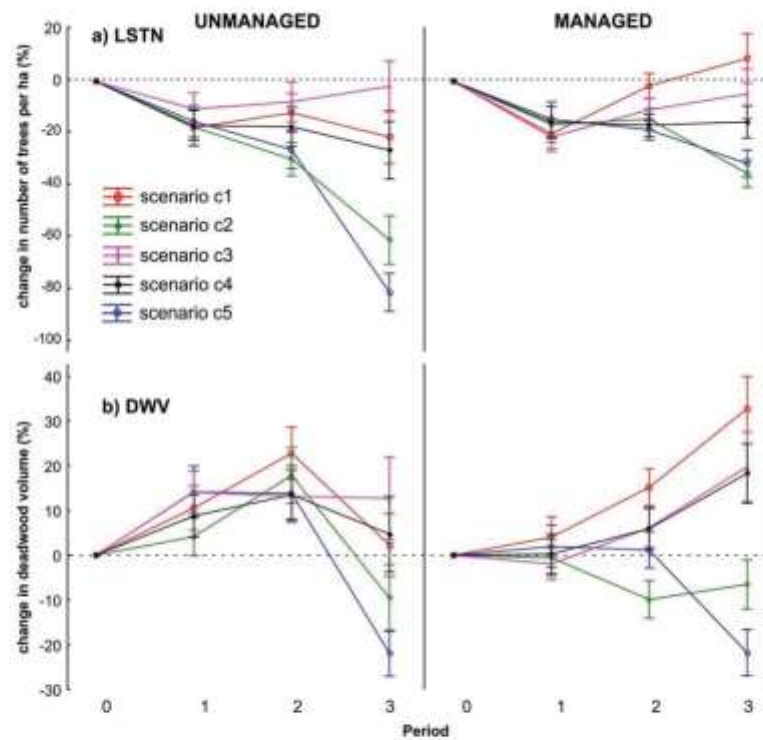 UNMANAGED MANAGED
a) LSTN
change in number of trees per ha (%)
20
0
-20
-40
-60
-80
-100
scenario c1
scenario c2
scenario c3
scenario c4
scenario c5
b) DWV
change in deadwood volume (%)
40
30
20
10
0
-10
-20
-30
0 1 2 3 0 1 2 3
Period